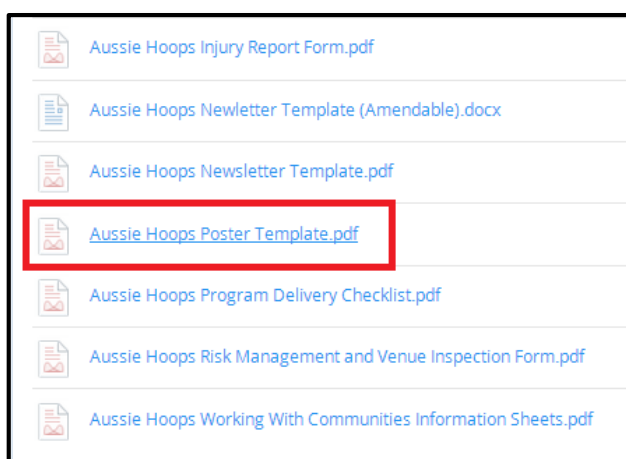 Aussie Hoops Injury Report Form.pdf
Aussie Hoops Newletter Template (Amendable).docx
Aussie Hoops Newsletter Template.pdf
Aussie Hoops Poster Template.pdf
Aussie Hoops Program Delivery Checklist.pdf
Aussie Hoops Risk Management and Venue Inspection Form.pdf
Aussie Hoops Working With Communities Information Sheets.pdf